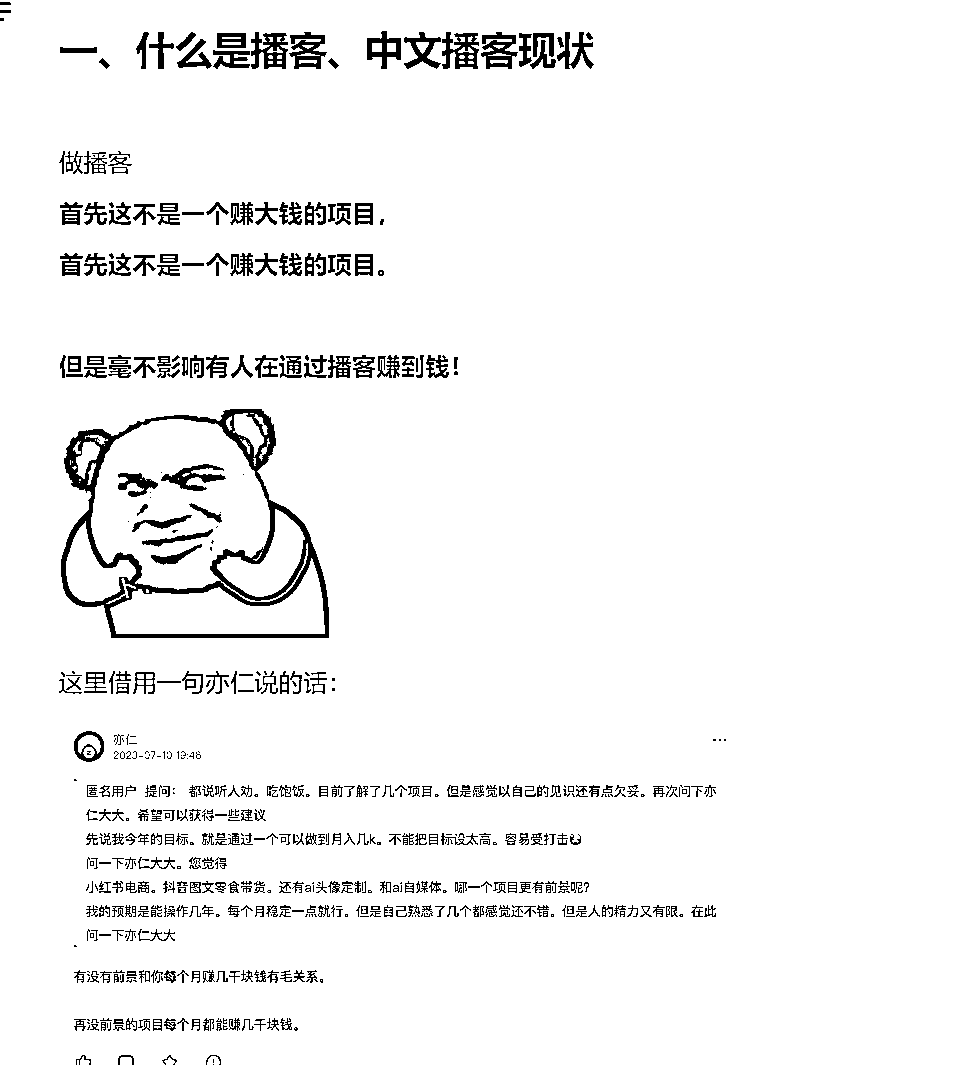 一、什么是播客、中文播客现状
做播客
首先这不是一个赚大钱的项目，
首先这不是一个赚大钱的项目。
但是毫不影响有人在通过播客赚到钱！
这里借用一句亦仁说的话：
亦仁
2023-07-10 19:46
匿名用户 提问： 都说听人劝。吃饱饭。目前了解了几个项目。但是感觉以自己的见识还有点欠妥。再次问下亦
仁大大。希望可以获得一些建议
先说我今年的目标。就是通过一个可以做到月入几k。不能把目标设太高。容易受打击
问一下亦仁大大。您觉得
小红书电商。抖音图文零食带货。还有ai头像定制。和ai自媒体。哪一个项目更有前景呢？
我的预期是能操作几年。每个月稳定一点就行。但是自己熟悉了几个都感觉还不错。但是人的精力又有限。在此
问一下亦仁大大
有没有前景和你每个月赚几千块钱有毛关系。
再没前景的项目每个月都能赚几千块钱。